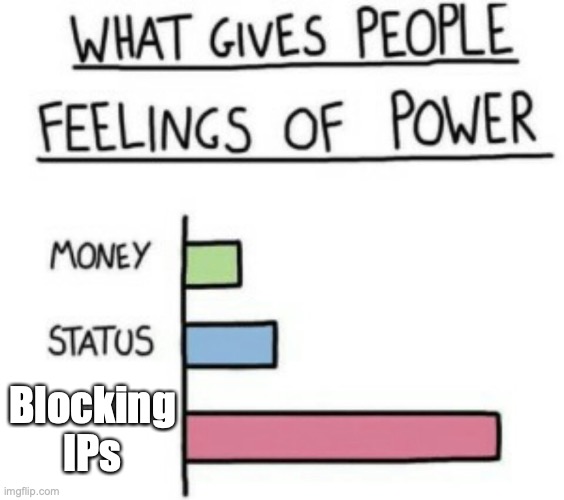 WHAT GIVES PEOPLE
FEELINGS OF POWER
MONEY
STATUS
Blocking
IPs
imgflip.com